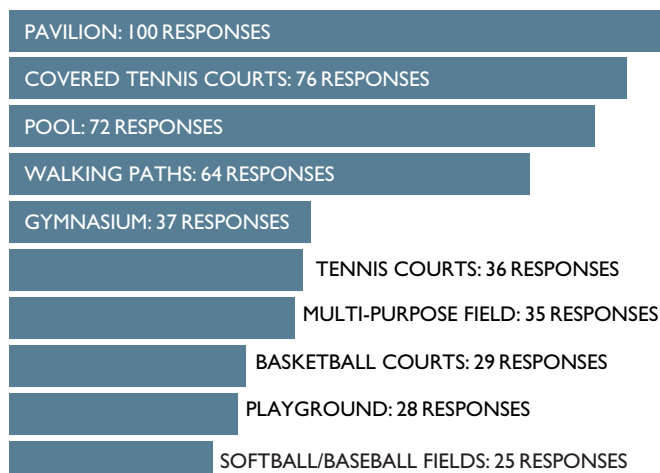 PAVILION: 100 RESPONSES
COVERED TENNIS COURTS: 76 RESPONSES
POOL: 72 RESPONSES
WALKING PATHS: 64 RESPONSES
GYMNASIUM: 37 RESPONSES
TENNIS COURTS: 36 RESPONSES
MULTI-PURPOSE FIELD: 35 RESPONSES
BASKETBALL COURTS: 29 RESPONSES
PLAYGROUND: 28 RESPONSES
SOFTBALL/BASEBALL FIELDS: 25 RESPONSES